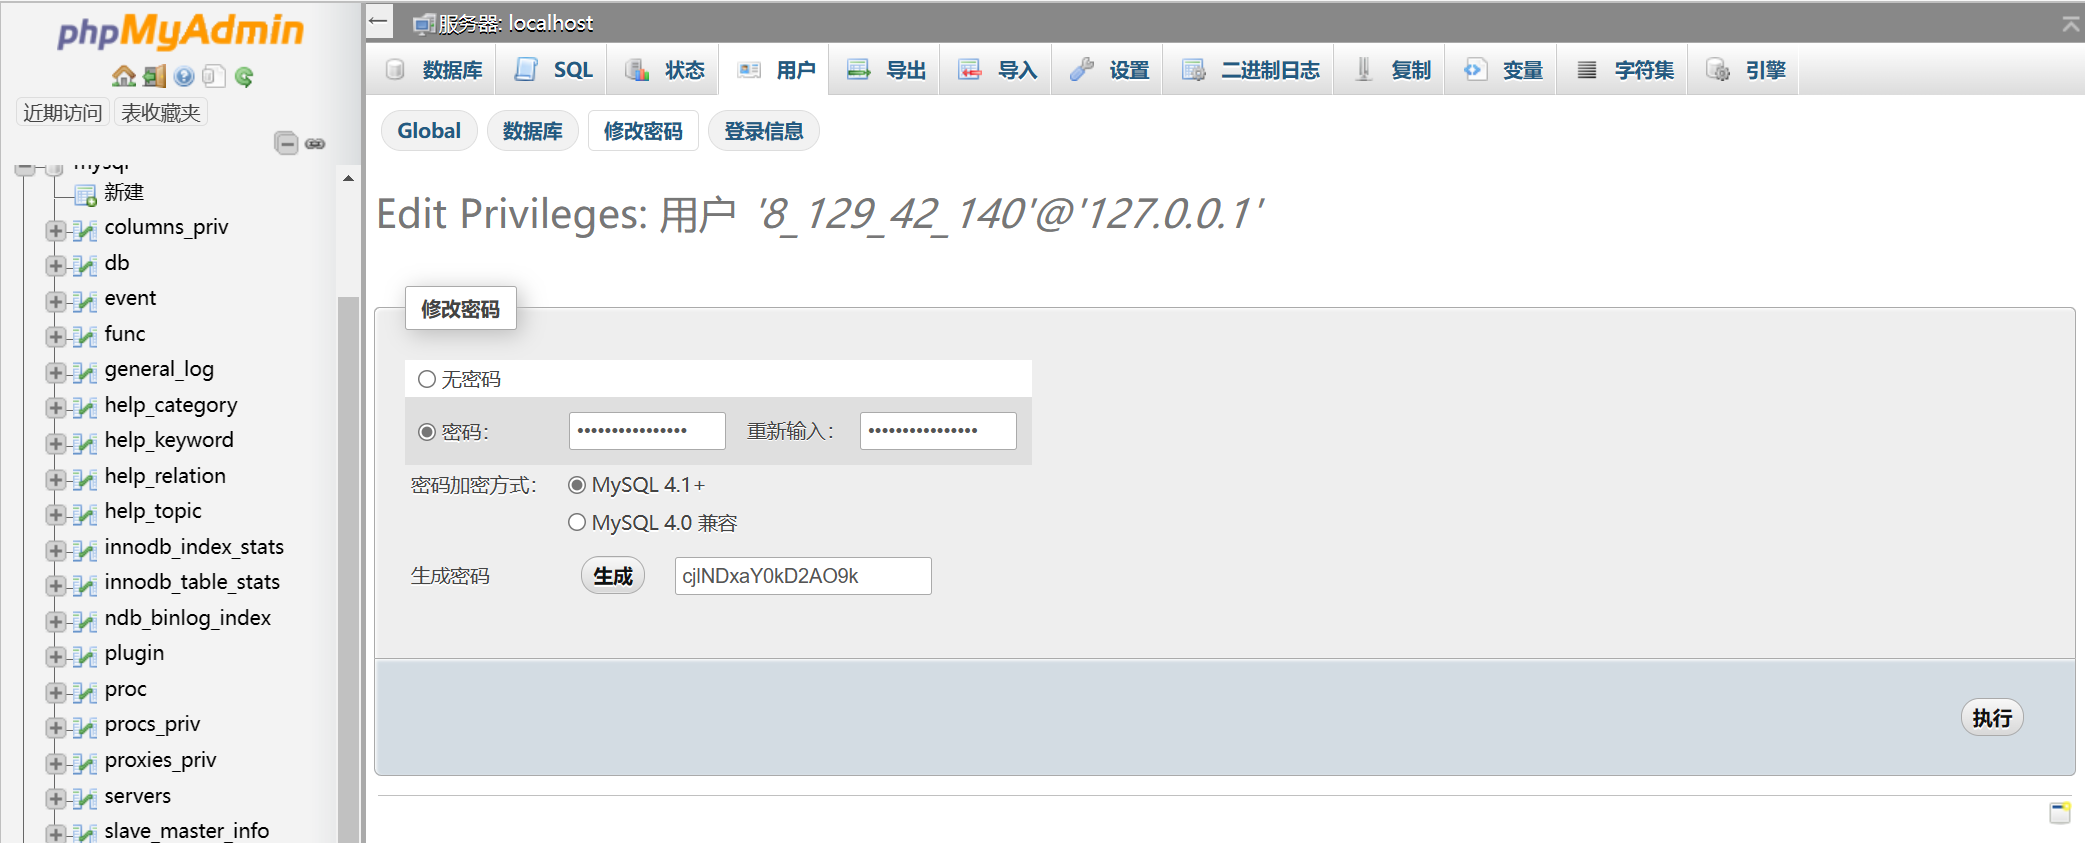 phpMyAdmin
近期访问 表收藏夹
mysql
新建
columns_priv
db
event
func
general_log
help_category
help_keyword
help_relation
help_topic
innodb_index_stats
innodb_table_stats
ndb_binlog_index
plugin
proc
procs_priv
proxies_priv
servers
slave_master_info
服务器: localhost
数据库 SQL 状态 用户 导出 导入 设置 二进制日志 复制 变量 字符集 引擎
Global 数据库 修改密码 登录信息
Edit Privileges: 用户 '8_129_42_140'@'127.0.0.1'
修改密码
无密码
密码： •••••••••••••••• 重新输入： ••••••••••••••••
密码加密方式： MySQL 4.1+
MySQL 4.0 兼容
生成密码 生成 cjlNDxaY0kD2AO9k
执行